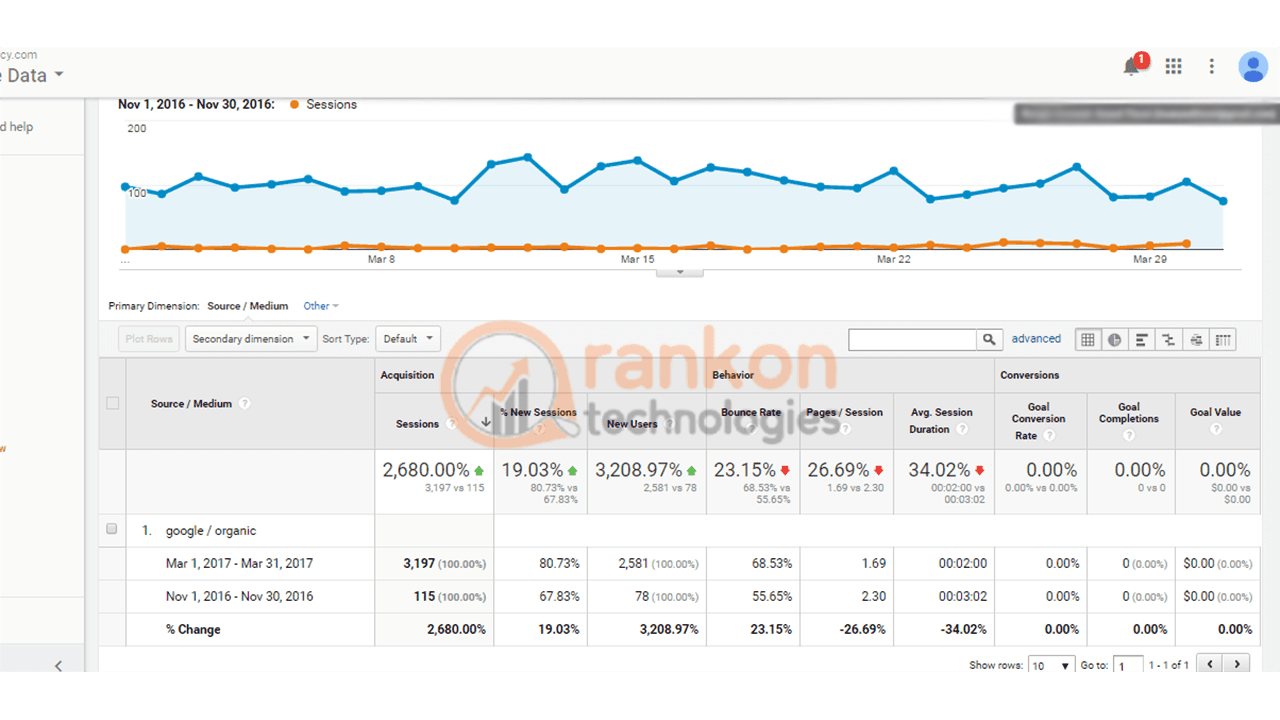 cy.com
e Data
1
d help
Nov 1, 2016 - Nov 30, 2016: Sessions
200
100
... Mar 8 Mar 15 Mar 22 Mar 29
Primary Dimension: Source / Medium Other
Plot Rows Secondary dimension Sort Type: Default advanced
rankon
technologies
Acquisition Behavior Conversions
Source / Medium ? Sessions ? % New Sessions ? New Users ? Bounce Rate ? Pages / Session ? Avg. Session Duration ? Goal Conversion Rate ? Goal Completions ? Goal Value ?
2,680.00% 19.03% 3,208.97% 23.15% 26.69% 34.02% 0.00% 0.00% 0.00%
3,197 vs 115 80.73% vs 67.83% 2,581 vs 78 68.53% vs 55.65% 1.69 vs 2.30 00:02:00 vs 00:03:02 0.00% vs 0.00% 0 vs 0 $0.00 vs $0.00
1. google / organic
Mar 1, 2017 - Mar 31, 2017 3,197 (100.00%) 80.73% 2,581 (100.00%) 68.53% 1.69 00:02:00 0.00% 0 (0.00%) $0.00 (0.00%)
Nov 1, 2016 - Nov 30, 2016 115 (100.00%) 67.83% 78 (100.00%) 55.65% 2.30 00:03:02 0.00% 0 (0.00%) $0.00 (0.00%)
% Change 2,680.00% 19.03% 3,208.97% 23.15% -26.69% -34.02% 0.00% 0.00% 0.00%
w
Show rows: 10 Go to: 1 1 - 1 of 1